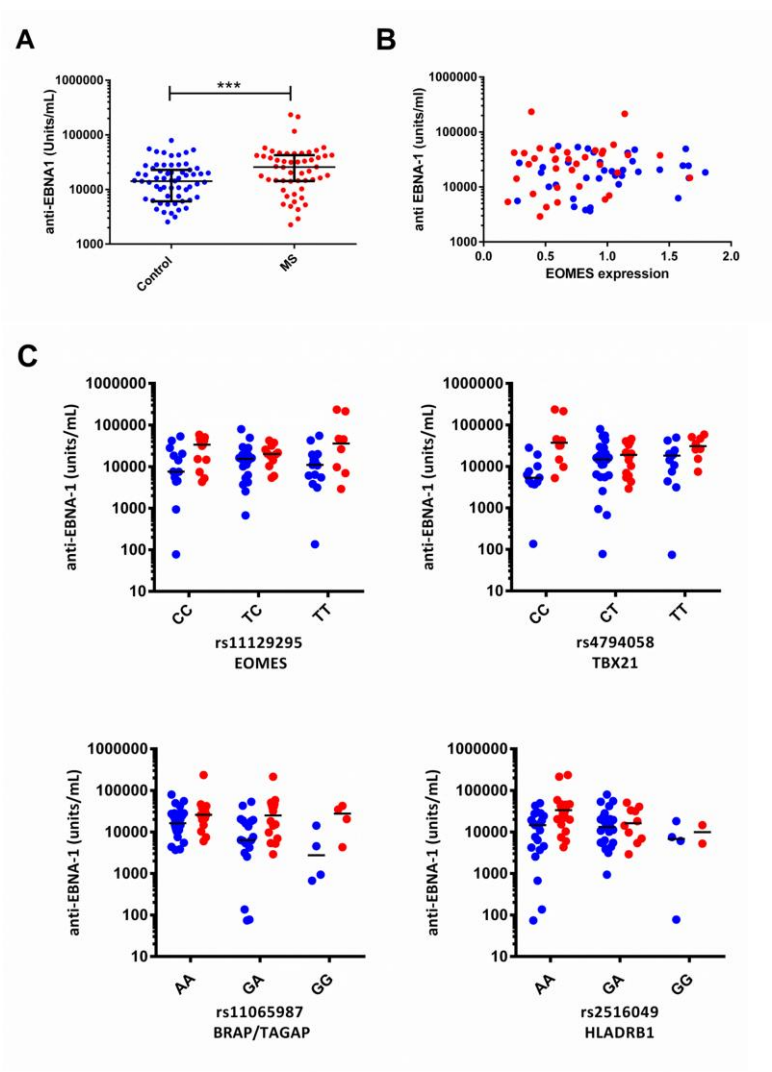 A
anti-EBNA1 (Units/mL)
1000000
100000
10000
1000
***
Control
MS
B
anti EBNA-1 (Units/ml)
1000000
100000
10000
1000
0.0 0.5 1.0 1.5 2.0
EOMES expression
C
anti-EBNA-1 (units/mL)
1000000
100000
10000
1000
100
10
CC TC TT
rs11129295
EOMES
anti-EBNA-1 (units/mL)
1000000
100000
10000
1000
100
10
CC CT TT
rs4794058
TBX21
anti-EBNA-1 (units/mL)
1000000
100000
10000
1000
100
10
AA GA GG
rs11065987
BRAP/TAGAP
anti-EBNA-1 (units/mL)
1000000
100000
10000
1000
100
10
AA GA GG
rs2516049
HLADRB1